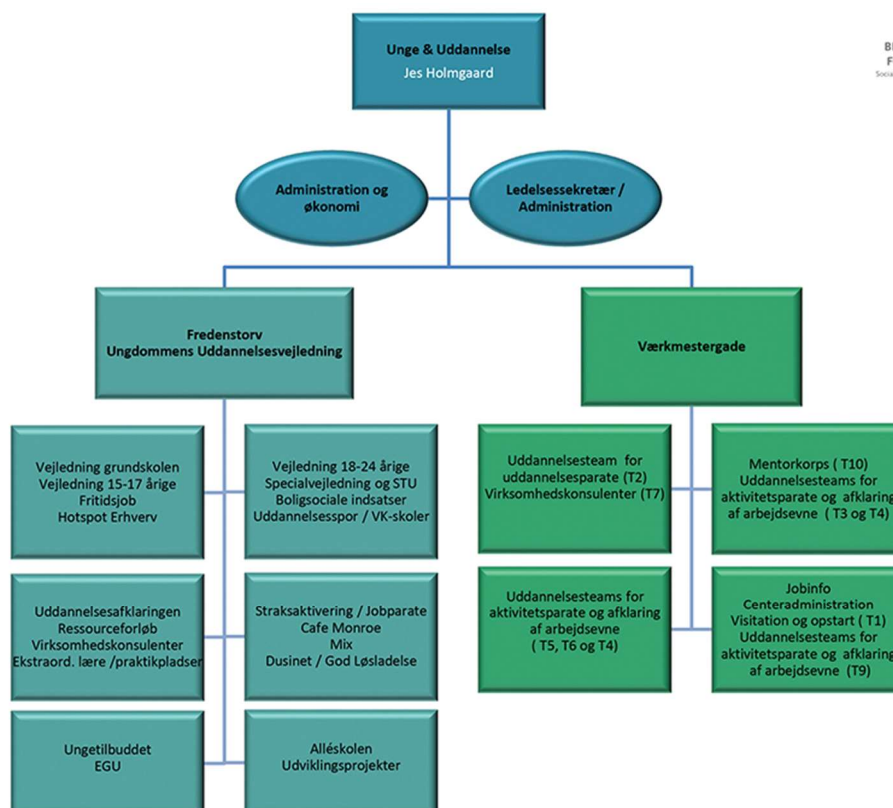 Unge & Uddannelse
Jes Holmgaard
Administration og
økonomi
Ledelsessekretær /
Administration
Fredenstorv
Ungdommens Uddannelsesvejledning
Værkmestergade
Vejledning grundskolen
Vejledning 15-17 årige
Fritidsjob
Hotspot Erhverv
Vejledning 18-24 årige
Specialvejledning og STU
Boligsociale indsatser
Uddannelsesspor / VK-skoler
Uddannelsesteam for
uddannelsesparate (T2)
Virksomhedskonsulenter (T7)
Mentorkorps ( T10)
Uddannelsesteams for
aktivitetsparate og afklaring
af arbejdsevne ( T3 og T4)
Uddannelsesafklaringen
Ressourceforløb
Virksomhedskonsulenter
Ekstraord. lære /praktikpladser
Straksaktivering / Jobparate
Cafe Monroe
Mix
Dusinet / God Løsladelse
Uddannelsesteams for
aktivitetsparate og afklaring
af arbejdsevne
( T5, T6 og T4)
Jobinfo
Centeradministration
Visitation og opstart ( T1)
Uddannelsesteams for
aktivitetsparate og afklaring
af arbejdsevne (T9)
Ungetilbuddet
EGU
Alléskolen
Udviklingsprojekter